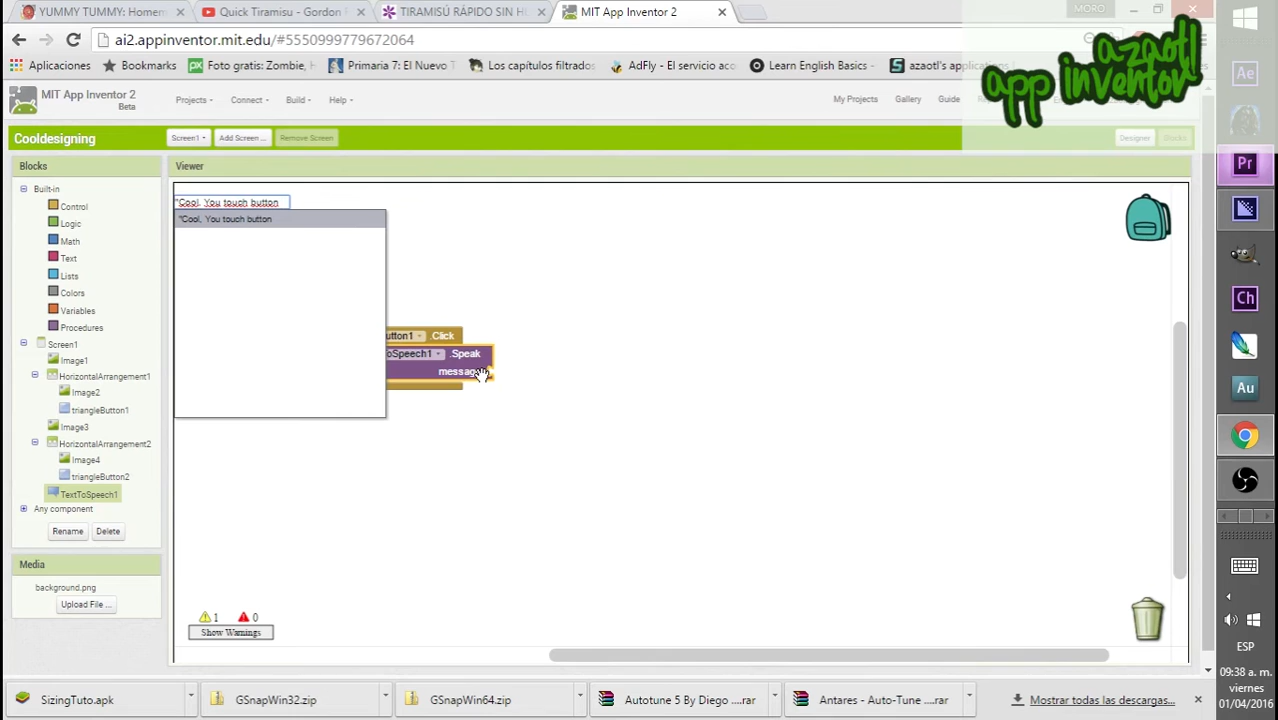 YUMMY TUMMY: Homem
Quick Tiramisu - Gordon
TIRAMISÚ RÁPIDO SIN H
MIT App Inventor 2
MORO
ai2.appinventor.mit.edu/#5550999779672064
Aplicaciones
Bookmarks
Foto gratis: Zombie,
Primaria 7: El Nuevo T
Los capítulos filtrados
AdFly - El servicio ac
Learn English Basics -
azaotl's applications
azaotl
app inventor
MIT App Inventor 2
Beta
Projects
Connect
Build
Help
My Projects
Gallery
Guide
Cooldesigning
Screen1
Add Screen ...
Remove Screen
Designer
Blocks
Blocks
Viewer
Built-in
Control
Logic
Math
Text
Lists
Colors
Variables
Procedures
Screen1
Image1
HorizontalArrangement1
Image2
triangleButton1
Image3
HorizontalArrangement2
Image4
triangleButton2
TextToSpeech1
Any component
Rename
Delete
Media
background.png
Upload File ...
"Cool. You touch button
"Cool. You touch button
utton1 .Click
oSpeech1 .Speak
message
1
0
Show Warnings
Pr
Ae
Ch
Au
ESP
09:38 a. m.
viernes
01/04/2016
SizingTuto.apk
GSnapWin32.zip
GSnapWin64.zip
Autotune 5 By Diego ....rar
Antares - Auto-Tune ....rar
Mostrar todas las descargas...